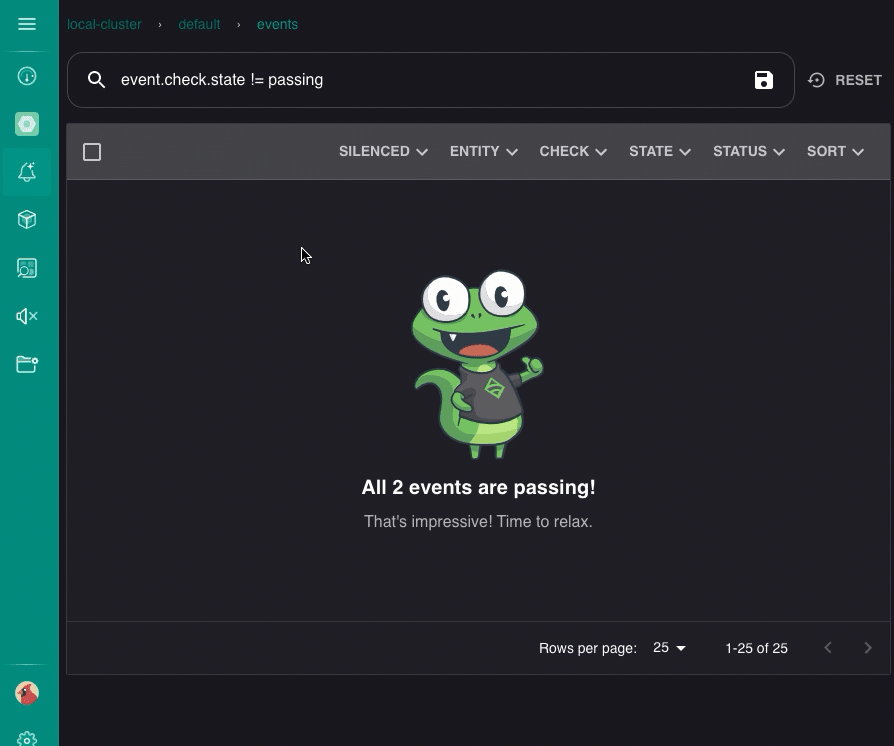 local-cluster › default › events
event.check.state != passing
RESET
SILENCED ENTITY CHECK STATE STATUS SORT
All 2 events are passing!
That's impressive! Time to relax.
Rows per page: 25 1-25 of 25